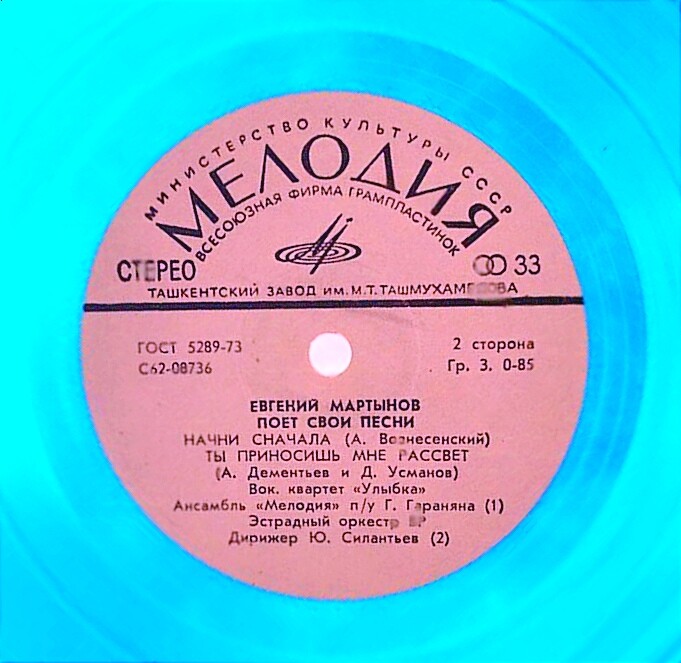 МИНИСТЕРСТВО КУЛЬТУРЫ СССР
МЕЛОДИЯ
ВСЕСОЮЗНАЯ ФИРМА ГРАМПЛАСТИНОК
СТЕРЕО
33
ТАШКЕНТСКИЙ ЗАВОД ИМ. М. Т. ТАШМУХАМЕДОВА
ГОСТ 5289-73
2 сторона
С62-08736
Гр. 3. 0-85
ЕВГЕНИЙ МАРТЫНОВ
ПОЕТ СВОИ ПЕСНИ
НАЧНИ СНАЧАЛА (А. Вознесенский)
ТЫ ПРИНОСИШЬ МНЕ РАССВЕТ
(А. Дементьев и Д. Усманов)
Вок. квартет «Улыбка»
Ансамбль «Мелодия» п/у Г. Гараняна (1)
Эстрадный оркестр ВР
Дирижер Ю. Силантьев (2)